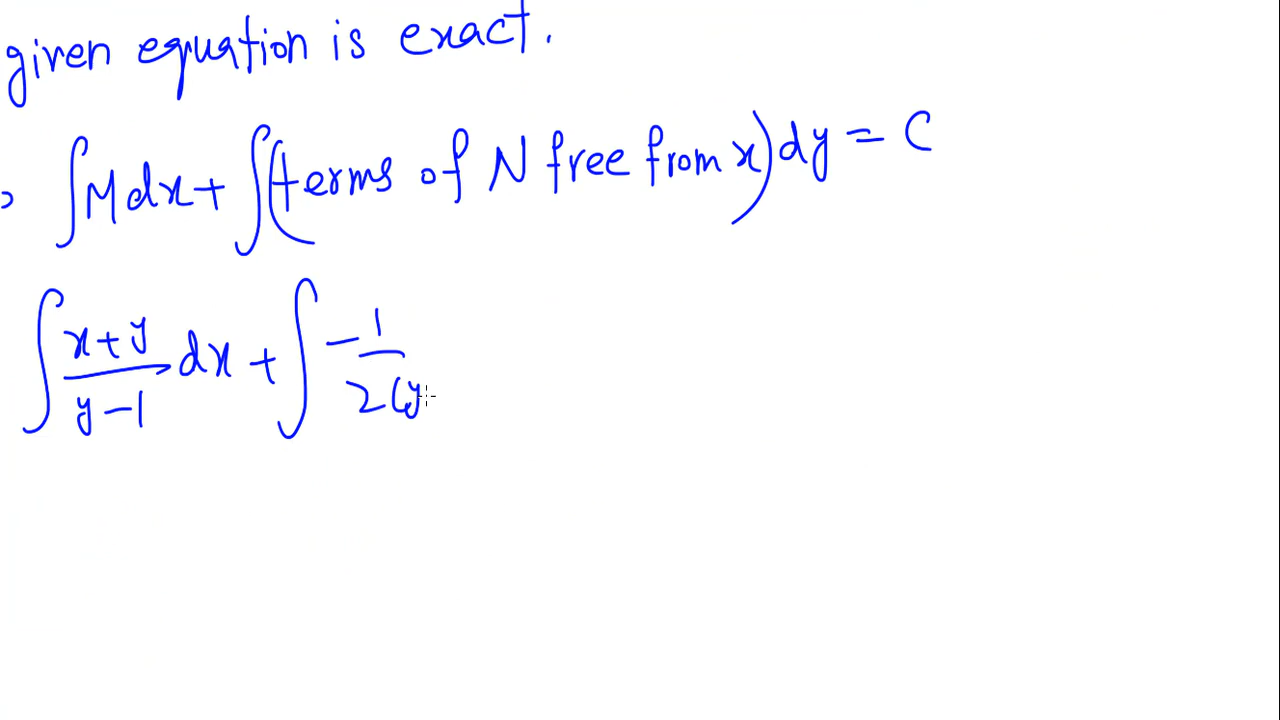 given equation is exact.
∫M dx + ∫(terms of N free from x) dy = C
∫ x+y / y-1 dx + ∫ - 1 / 2(y